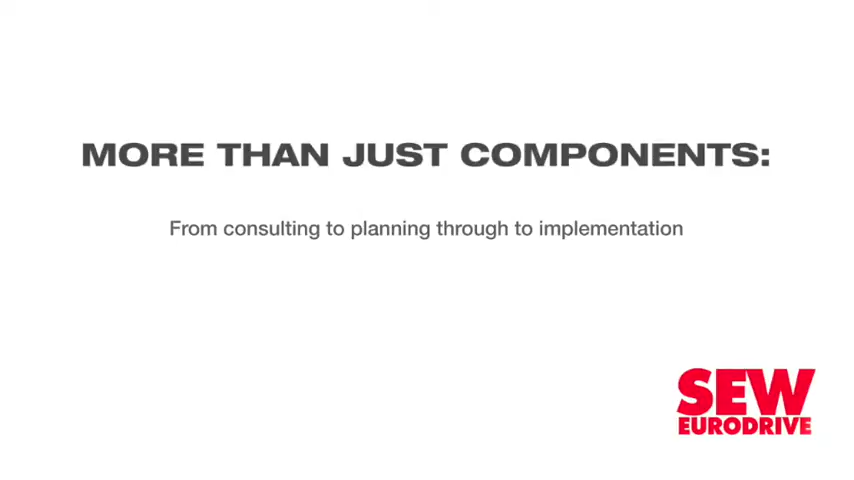 MORE THAN JUST COMPONENTS:
From consulting to planning through to implementation
SEW
EURODRIVE